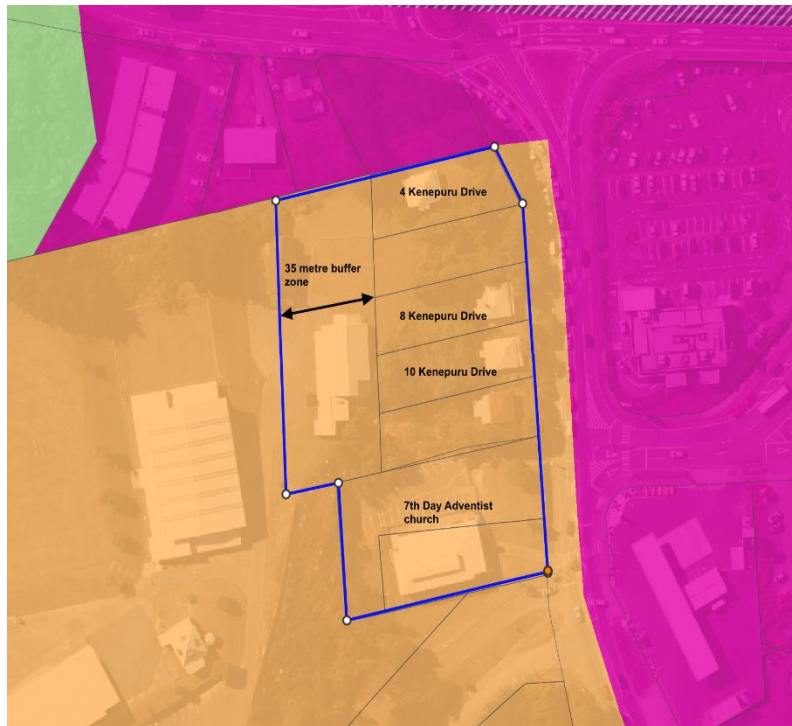 4 Kenepuru Drive
35 metre buffer
zone
8 Kenepuru Drive
10 Kenepuru Drive
7th Day Adventist
church